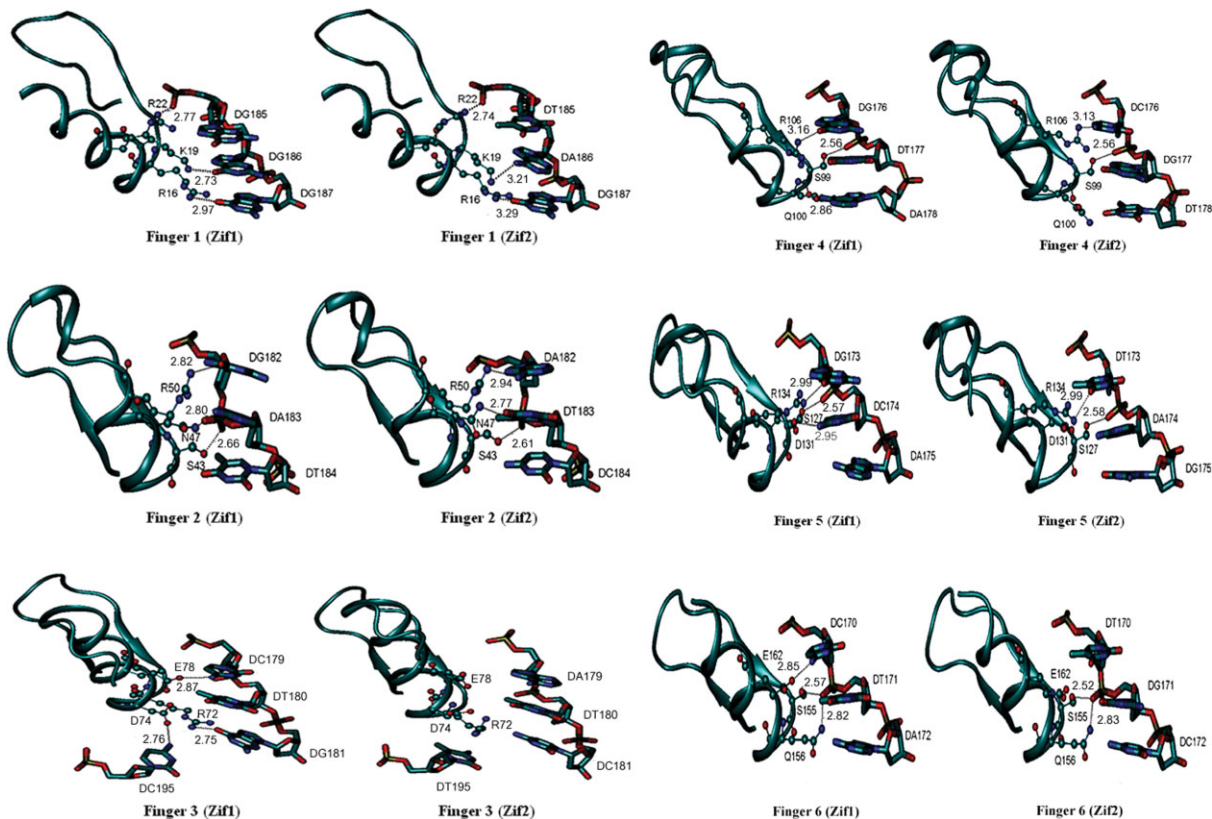 R22
2.77
DG185
K19
DG186
2.73
R16
2.97
DG187
Finger 1 (Zif1)
R22
2.74
DT185
K19
DA186
3.21
R16
3.29
DG187
Finger 1 (Zif2)
DG176
R106
3.16
2.56
DT177
S99
Q100
2.86
DA178
Finger 4 (Zif1)
DC176
R106
3.13
2.56
DG177
S99
Q100
DT178
Finger 4 (Zif2)
2.82
DG182
R50
2.80
DA183
N47
2.66
S43
DT184
Finger 2 (Zif1)
DA182
R50
2.94
2.77
DT183
N47
2.61
S43
DC184
Finger 2 (Zif2)
DG173
2.99
R134
2.57
DC174
S127
D131
2.95
DA175
Finger 5 (Zif1)
DT173
R134
2.99
DA174
2.58
D131
S127
DG175
Finger 5 (Zif2)
E78
DC179
2.87
DT180
D74
R72
2.76
2.75
DG181
DC195
Finger 3 (Zif1)
E78
DA179
DT180
D74
R72
DC181
DT195
Finger 3 (Zif2)
DC170
E162
2.85
2.57
DT171
S155
2.82
DA172
Q156
Finger 6 (Zif1)
DT170
E162
2.52
DG171
S155
2.83
DC172
Q156
Finger 6 (Zif2)